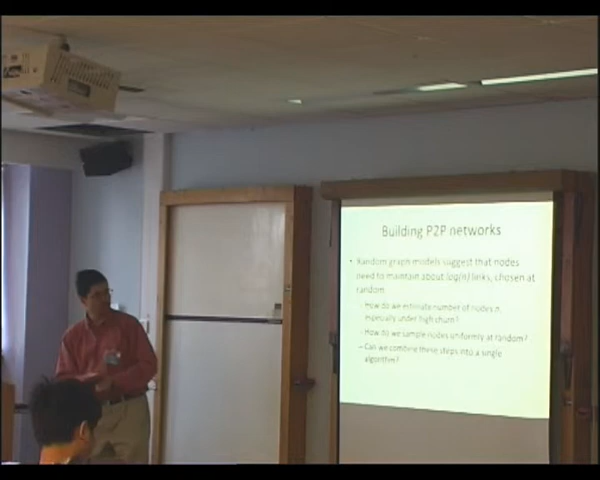 Building P2P networks
• Random graph models suggest that nodes
need to maintain about log(n) links, chosen at
random
– How do we estimate number of nodes n,
especially under high churn?
– How do we sample nodes uniformly at random?
– Can we combine these steps into a single
algorithm?